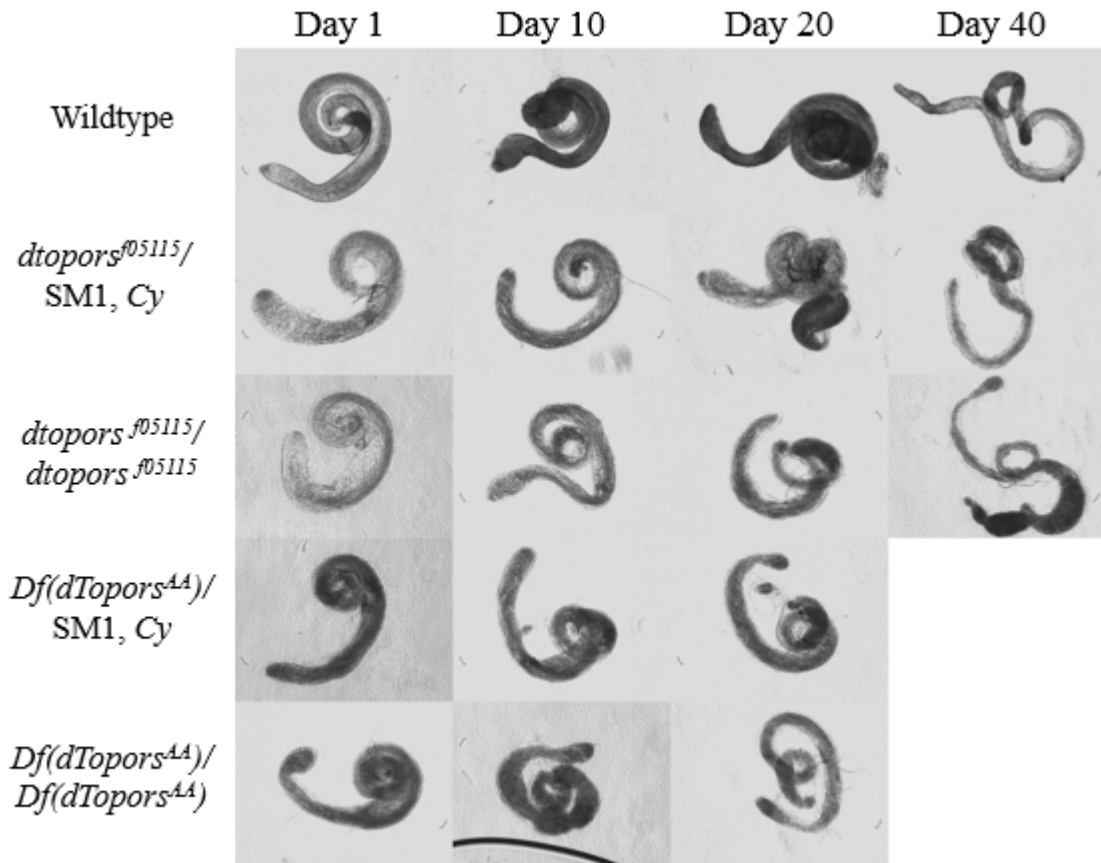 Day 1 Day 10 Day 20 Day 40
Wildtype
dtopors^f05115/
SM1, Cy
dtopors ^f05115/
dtopors ^f05115
Df(dTopors^AA)/
SM1, Cy
Df(dTopors^AA)/
Df(dTopors^AA)